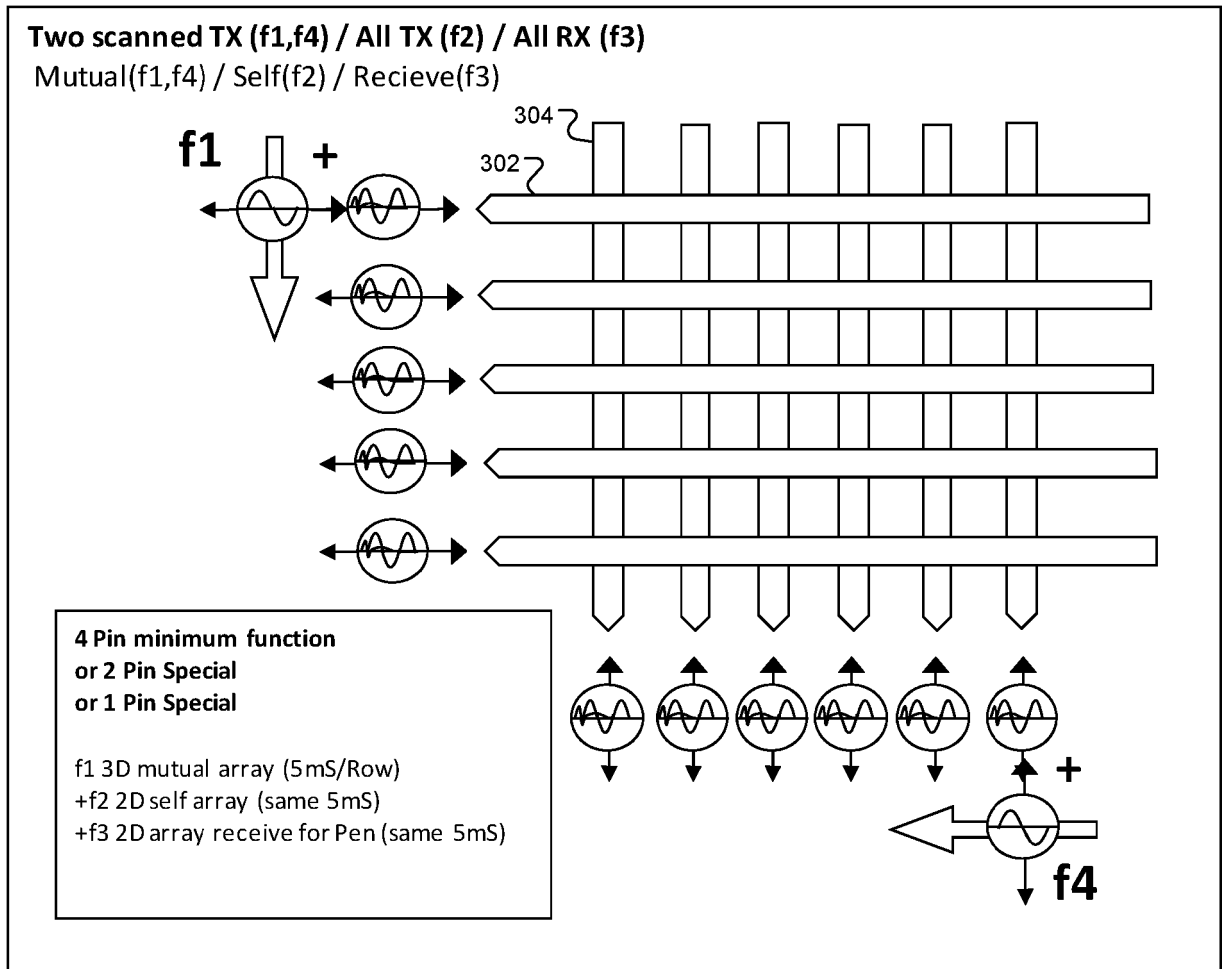 Two scanned TX (f1,f4) / All TX (f2) / All RX (f3)
Mutual(f1,f4) / Self(f2) / Recieve(f3)
304
f1 +
302
4 Pin minimum function
or 2 Pin Special
or 1 Pin Special
f1 3D mutual array (5mS/Row)
+f2 2D self array (same 5mS)
+f3 2D array receive for Pen (same 5mS)
+
f4